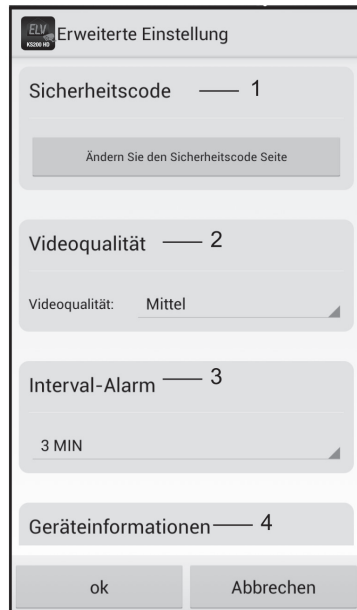 ELV
KS200 HD
Erweiterte Einstellung
Sicherheitscode 1
Ändern Sie den Sicherheitscode Seite
Videoqualität 2
Videoqualität: Mittel
Interval-Alarm 3
3 MIN
Geräteinformationen 4
ok Abbrechen